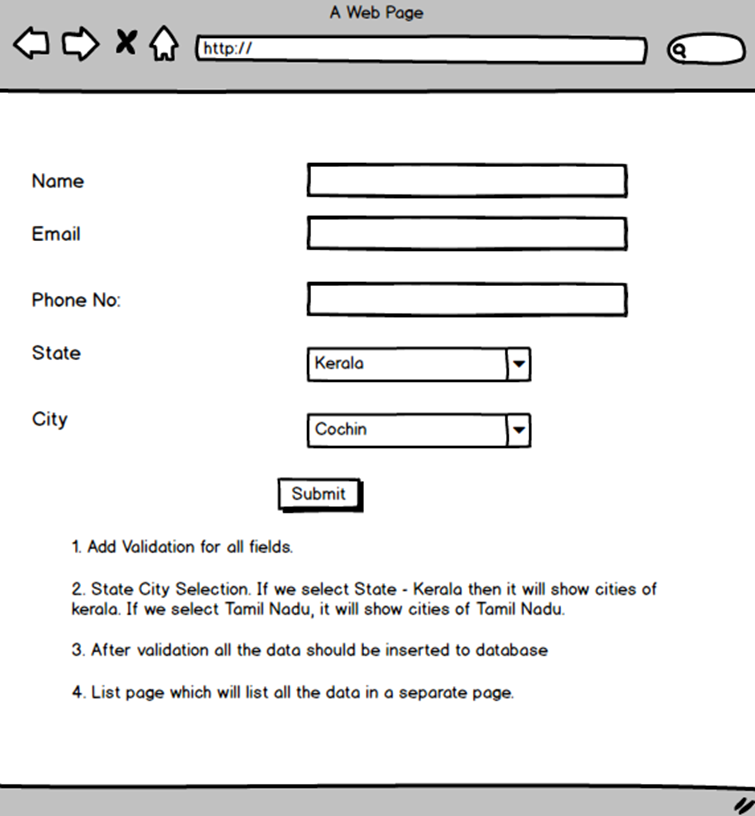 A Web Page
http://
Name
Email
Phone No:
State
Kerala
City
Cochin
Submit
1. Add Validation for all fields.
2. State City Selection. If we select State - Kerala then it will show cities of
kerala. If we select Tamil Nadu, it will show cities of Tamil Nadu.
3. After validation all the data should be inserted to database
4. List page which will list all the data in a separate page.